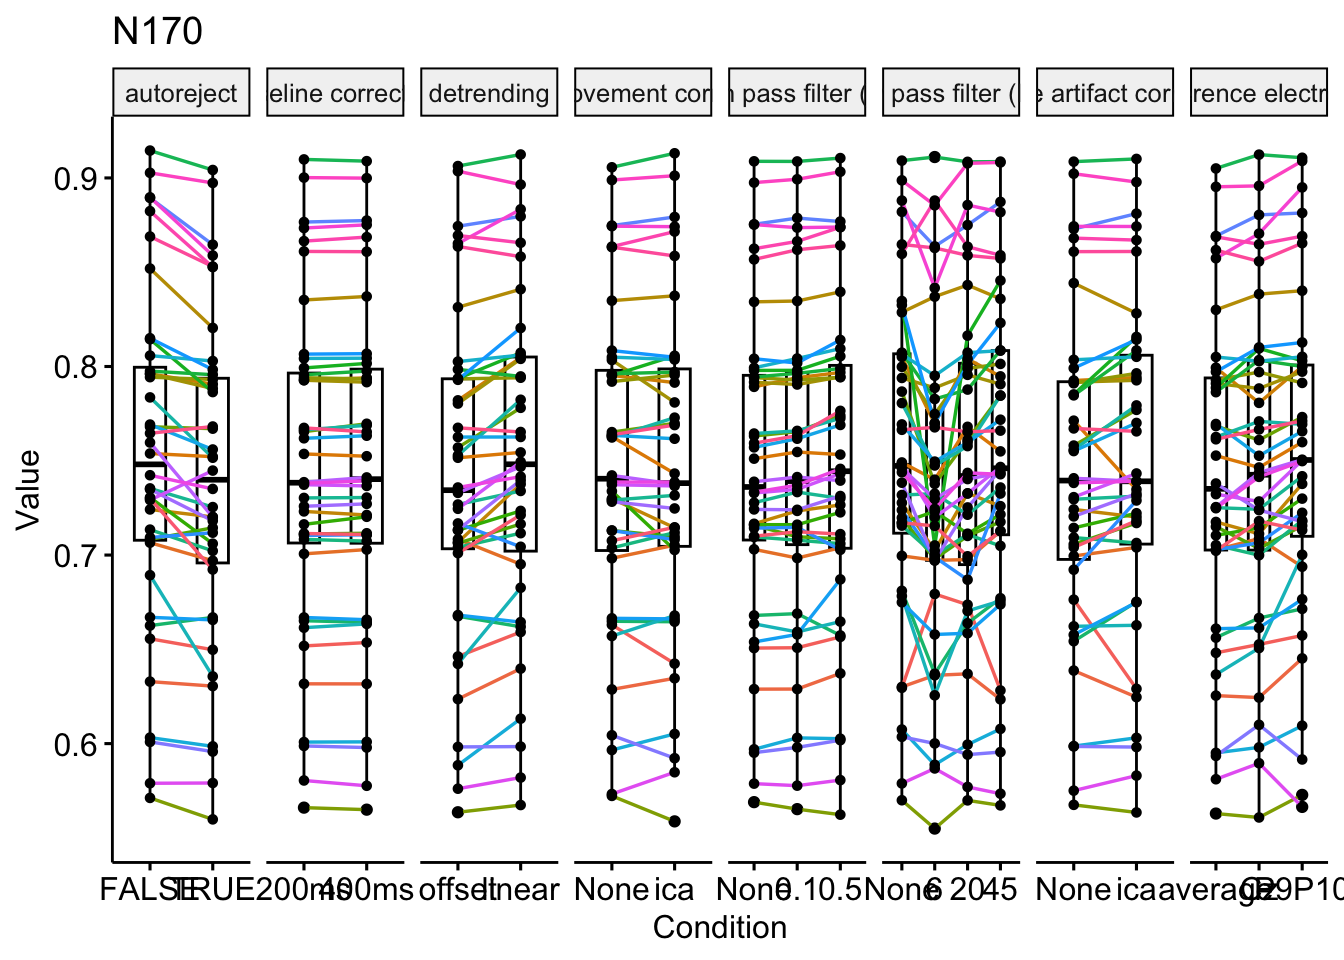 N170
autoreject
eline correc
detrending
ovement cor
n pass filter (
pass filter (
e artifact cor
rence electr
Value
0.9
0.8
0.7
0.6
FALSE TRUE
200ms 400ms
offset linear
None ica
None 0.1 0.5
None 6 20 45
None ica
average Cz P9P10
Condition